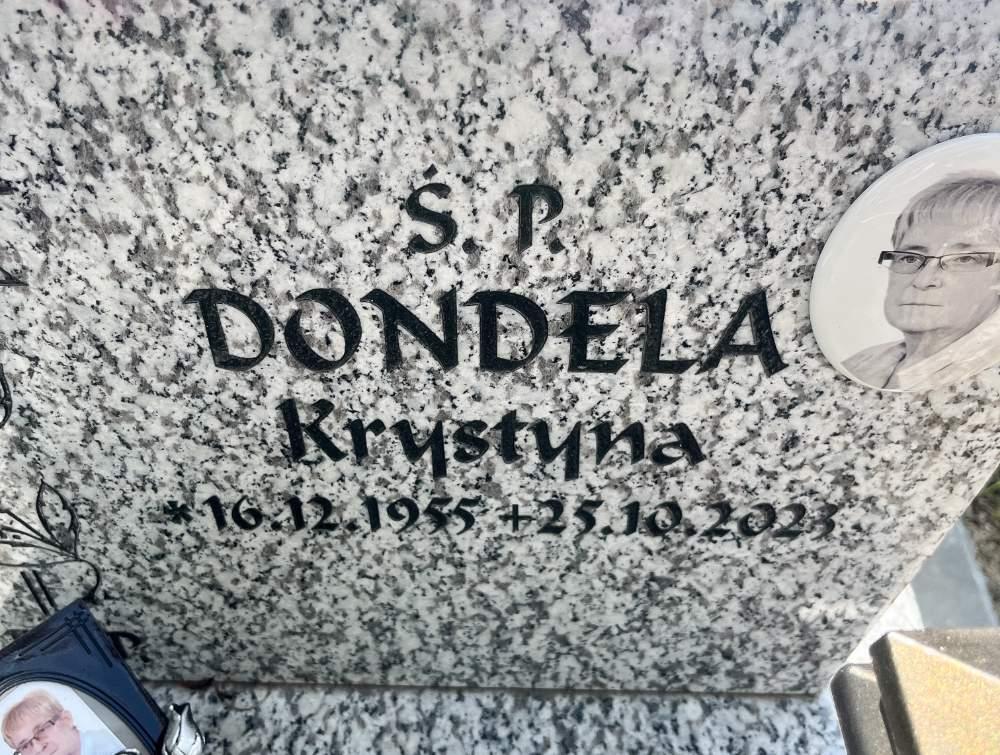 Ś. P.
DONDELA
Krystyna
*16.12.1955 +25.10.2023